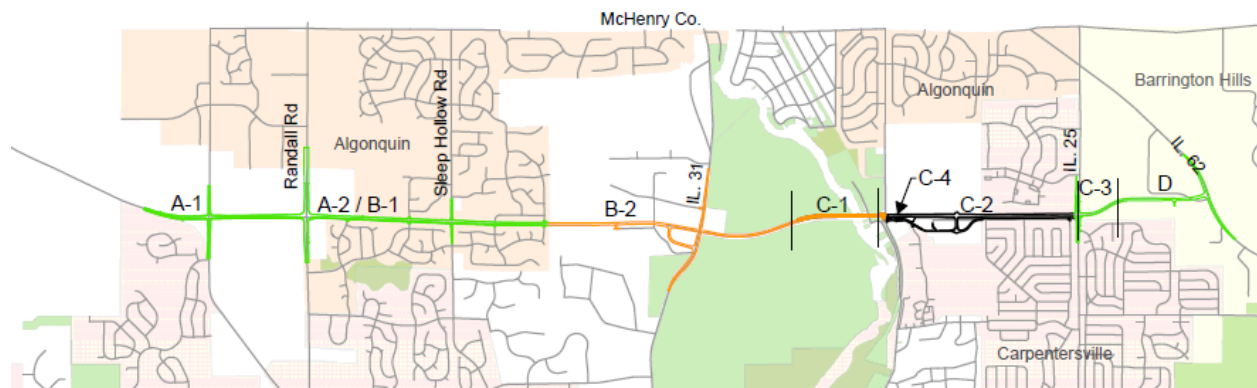 McHenry Co.
Barrington Hills
Algonquin
Algonquin
Randall Rd
Sleep Hollow Rd
IL. 31
IL. 25
IL. 62
A-1
A-2 / B-1
B-2
C-1
C-4
C-2
C-3
D
Carpentersville